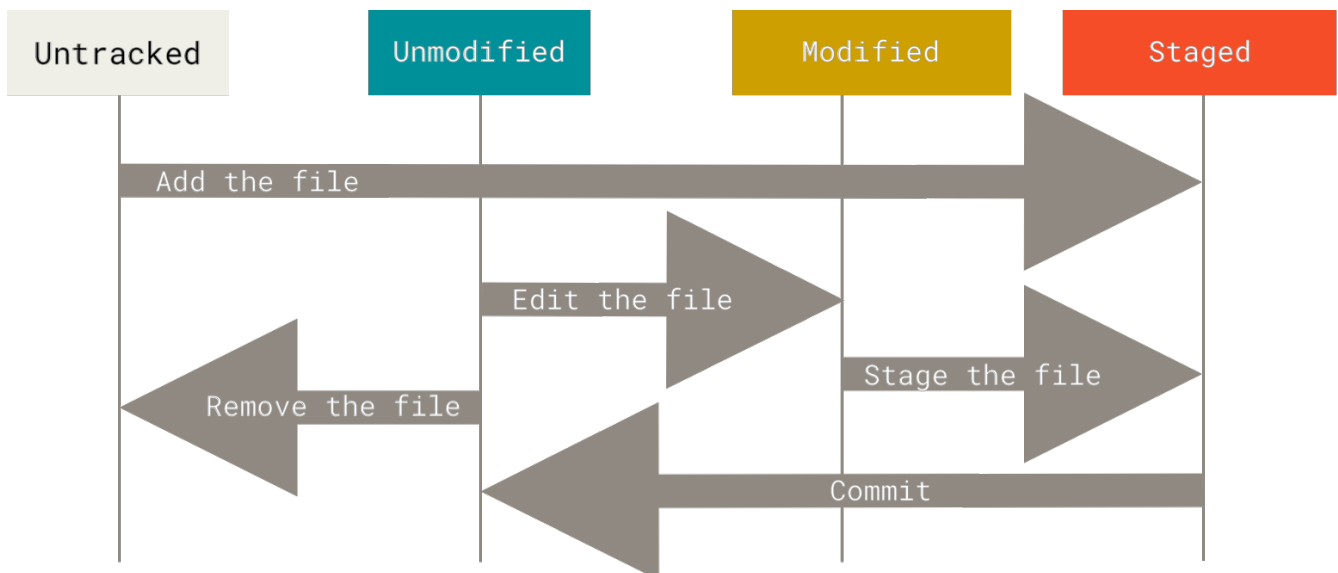 Untracked
Unmodified
Modified
Staged
Add the file
Edit the file
Stage the file
Remove the file
Commit